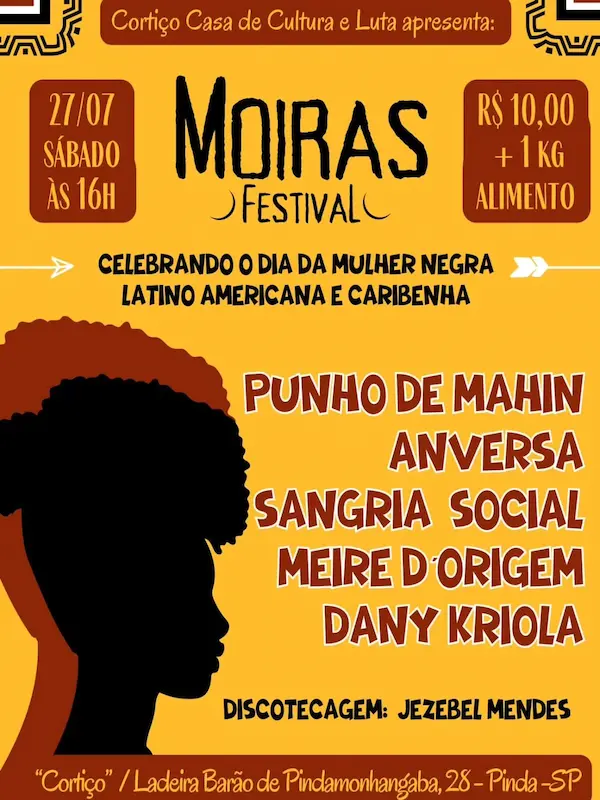 Cortiço Casa de Cultura e Luta apresenta:
27/07
SÁBADO
ÀS 16H
MOIRAS
FESTIVAL
R$ 10,00
+ 1 KG
ALIMENTO
CELEBRANDO O DIA DA MULHER NEGRA
LATINO AMERICANA E CARIBENHA
PUNHO DE MAHIN
ANVERSA
SANGRIA SOCIAL
MEIRE D´ORIGEM
DANY KRIOLA
DISCOTECAGEM: JEZEBEL MENDES
“Cortiço” / Ladeira Barão de Pindamonhangaba, 28 - Pinda -SP